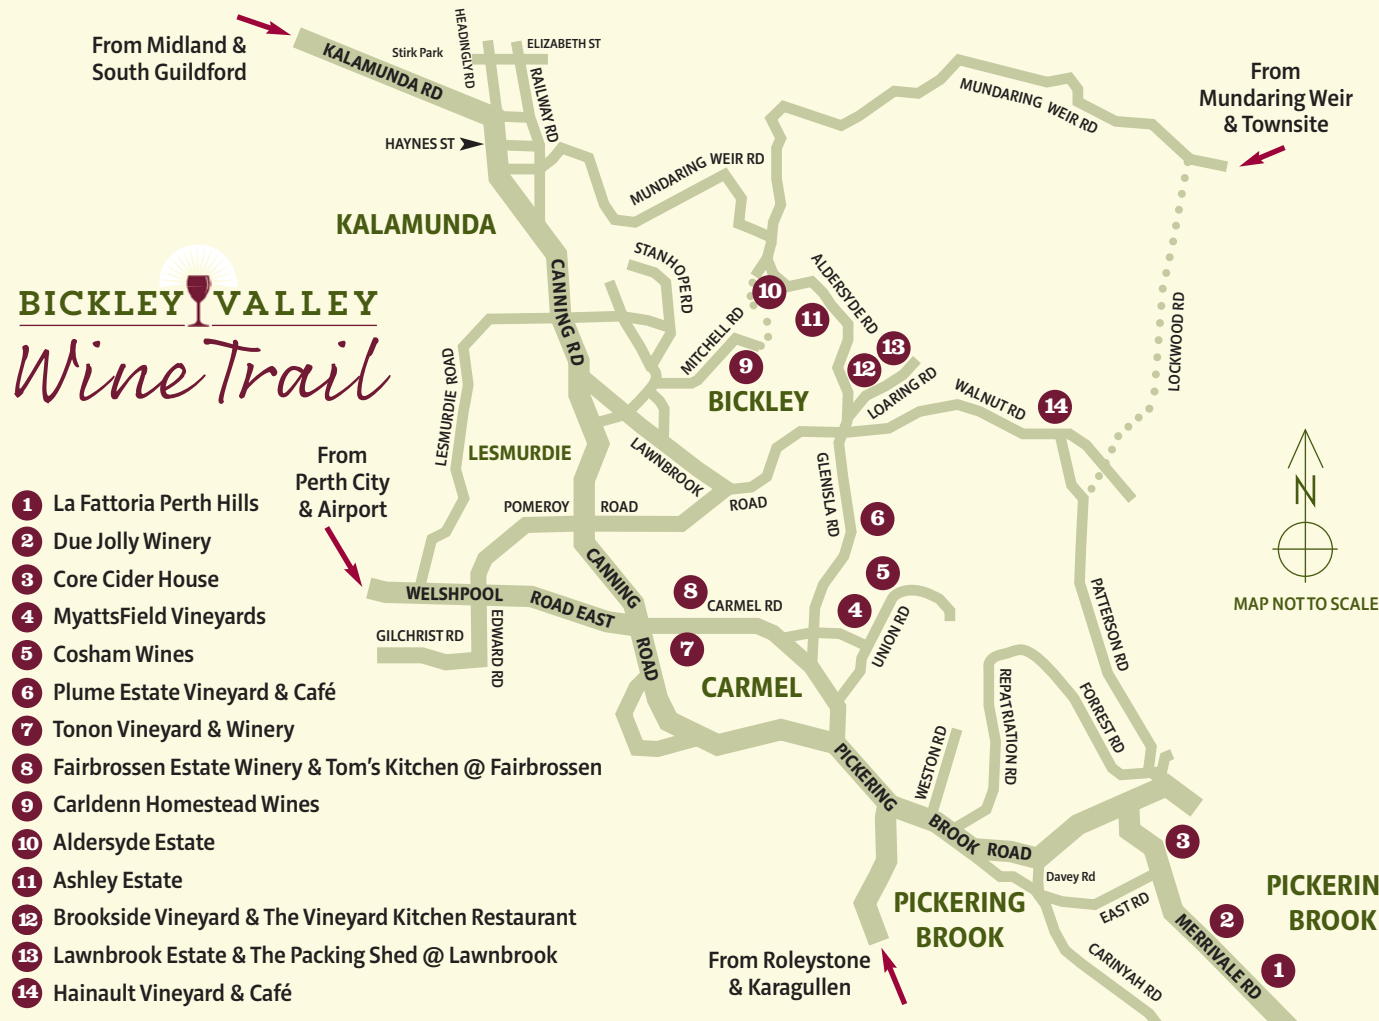 From Midland &
South Guildford
KALAMUNDA RD
Stirk Park
HEADINGLY RD
ELIZABETH ST
RAILWAY RD
HAYNES ST
MUNDARING WEIR RD
From
Mundaring Weir
& Townsite
MUNDARING WEIR RD
KALAMUNDA
STANHOPE RD
CANNING RD
ALDERSYDE RD
10
11
MITCHELL RD
13
12
9
LOARING RD
BICKLEY
WALNUT RD
14
LOCKWOOD RD
BICKLEY VALLEY
Wine Trail
LESMURDIE ROAD
LESMURDIE
LAWNBROOK
ROAD
POMEROY ROAD
GLENISLA RD
6
5
4
From
Perth City
& Airport
WELSHPOOL
ROAD EAST
CANNING
ROAD
8
CARMEL RD
7
GILCHRIST RD
EDWARD RD
CARMEL
UNION RD
N
MAP NOT TO SCALE
PATTERSON RD
REPATRIATION RD
FORREST RD
WESTON RD
PICKERING
BROOK ROAD
Davey Rd
3
EAST RD
PICKERING
BROOK
PICKERIN
BROOK
2
MERRIVALE RD
1
CARINYAH RD
From Roleystone
& Karagullen
1 La Fattoria Perth Hills
2 Due Jolly Winery
3 Core Cider House
4 MyattsField Vineyards
5 Cosham Wines
6 Plume Estate Vineyard & Café
7 Tonon Vineyard & Winery
8 Fairbrossen Estate Winery & Tom's Kitchen @ Fairbrossen
9 Carldenn Homestead Wines
10 Aldersyde Estate
11 Ashley Estate
12 Brookside Vineyard & The Vineyard Kitchen Restaurant
13 Lawnbrook Estate & The Packing Shed @ Lawnbrook
14 Hainault Vineyard & Café